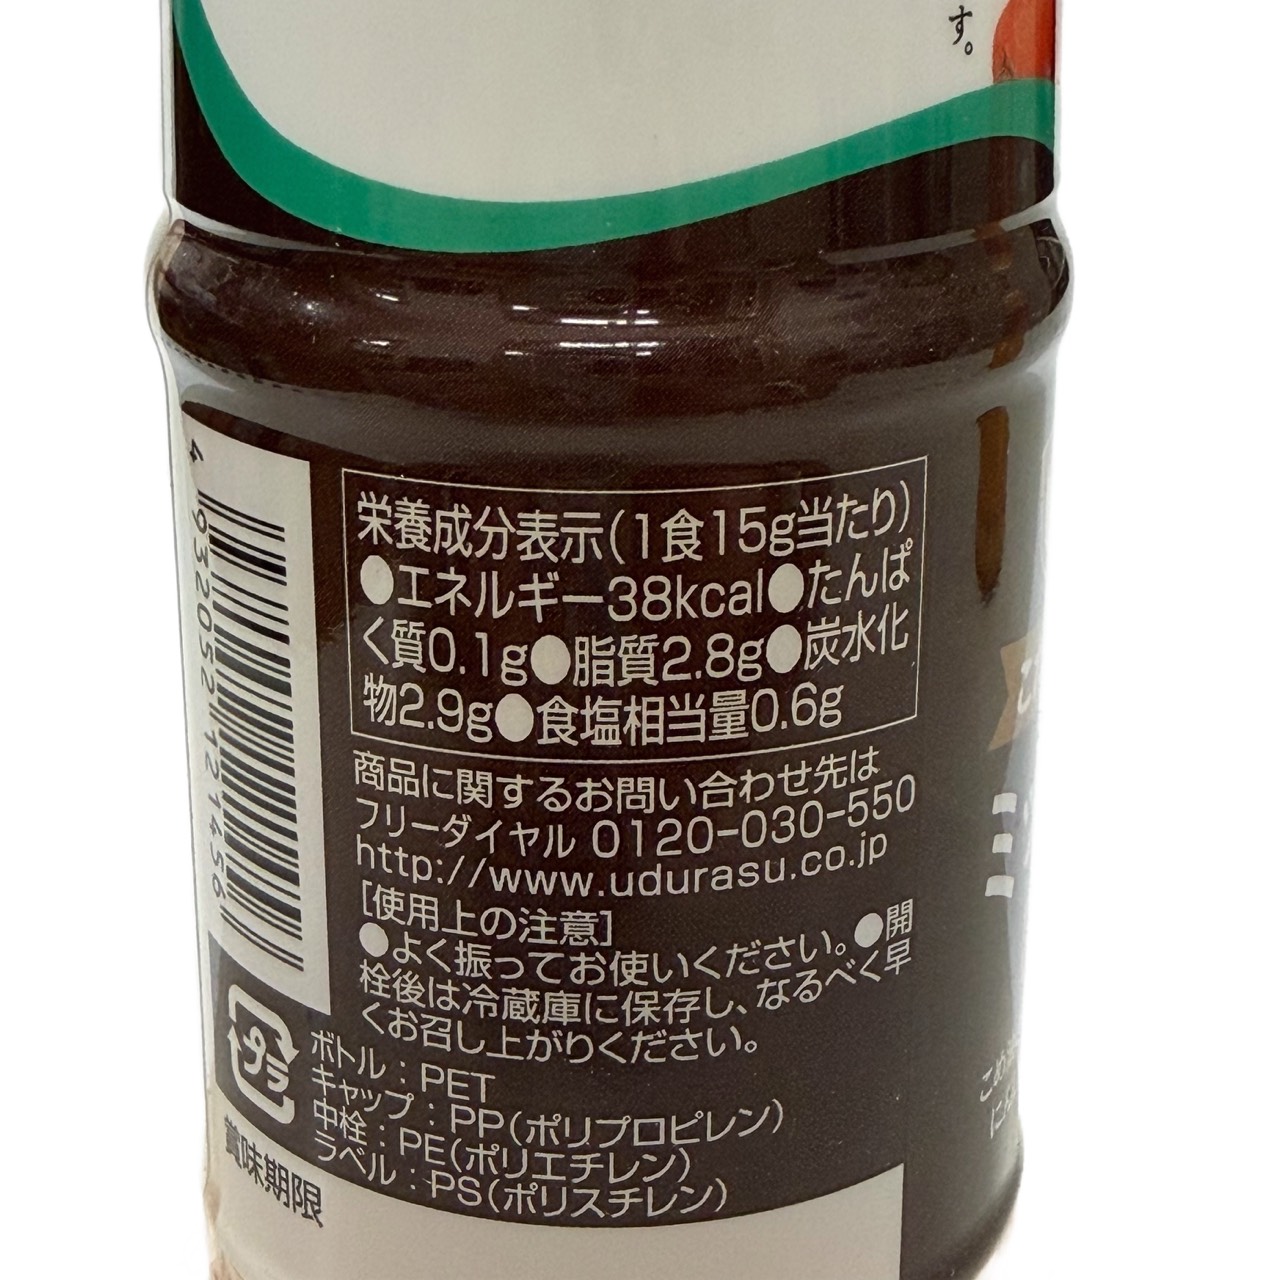 す。
栄養成分表示(1食15g当たり)
●エネルギー38kcal●たんぱ
く質0.1g●脂質2.8g●炭水化
物2.9g●食塩相当量0.6g
商品に関するお問い合わせ先は
フリーダイヤル 0120-030-550
http://www.udurasu.co.jp
[使用上の注意]
●よく振ってお使いください。●開
栓後は冷蔵庫に保存し、なるべく早
くお召し上がりください。
ボトル:PET
キャップ:PP(ポリプロピレン)
中栓:PE(ポリエチレン)
ラベル:PS(ポリスチレン)
プラ
賞味期限
4 932052 121456
ミ
こめ
に